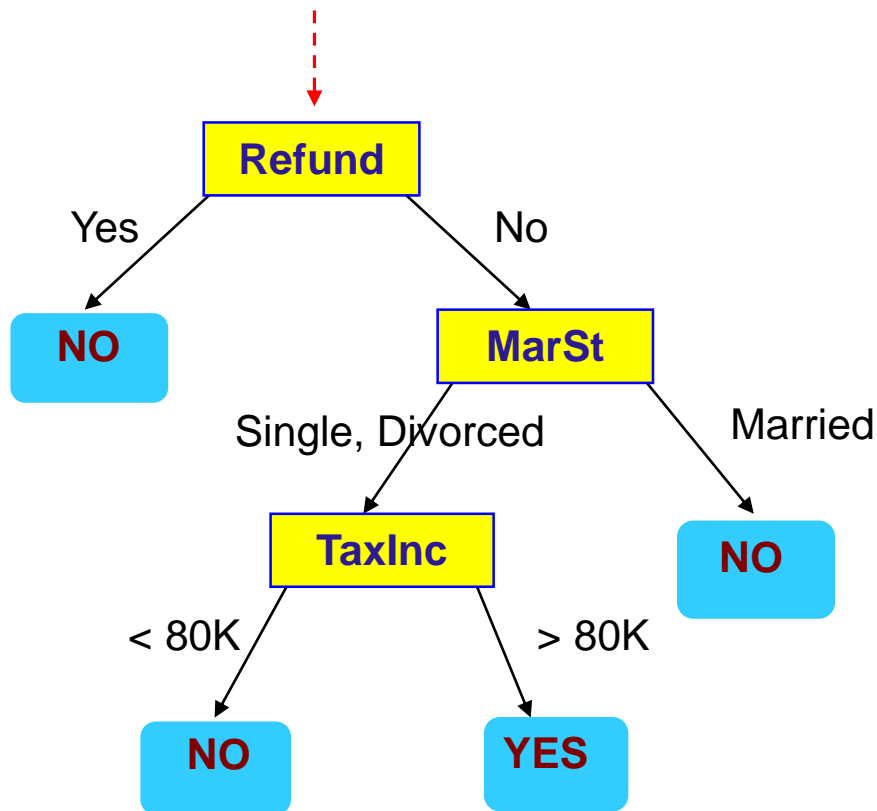 Refund
Yes
No
NO
MarSt
Single, Divorced
Married
TaxInc
NO
< 80K
> 80K
NO
YES